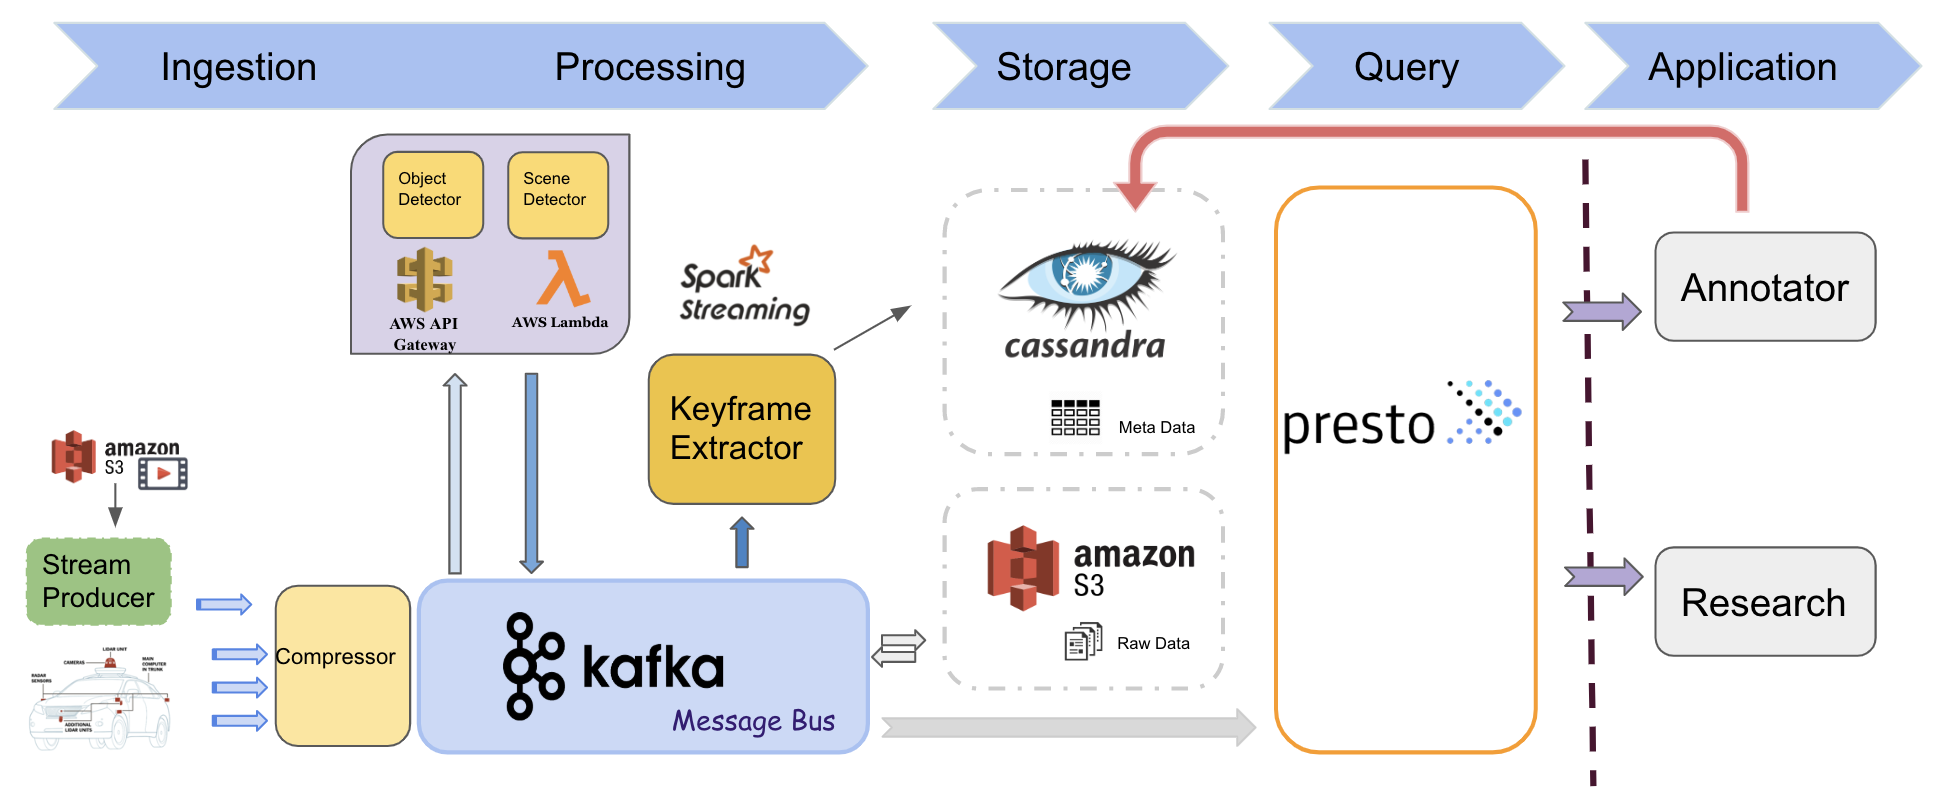 Ingestion
Processing
Storage
Query
Application
Object
Detector
Scene
Detector
AWS API
Gateway
AWS Lambda
Spark
Streaming
Keyframe
Extractor
cassandra
Meta Data
presto
Annotator
amazon
S3
Stream
Producer
LIDAR UNIT
CAMERAS
MAIN
COMPUTER
IN TRUNK
RADAR
SENSORS
ADDITIONAL
LIDAR UNITS
Compressor
kafka
Message Bus
amazon
S3
Raw Data
Research